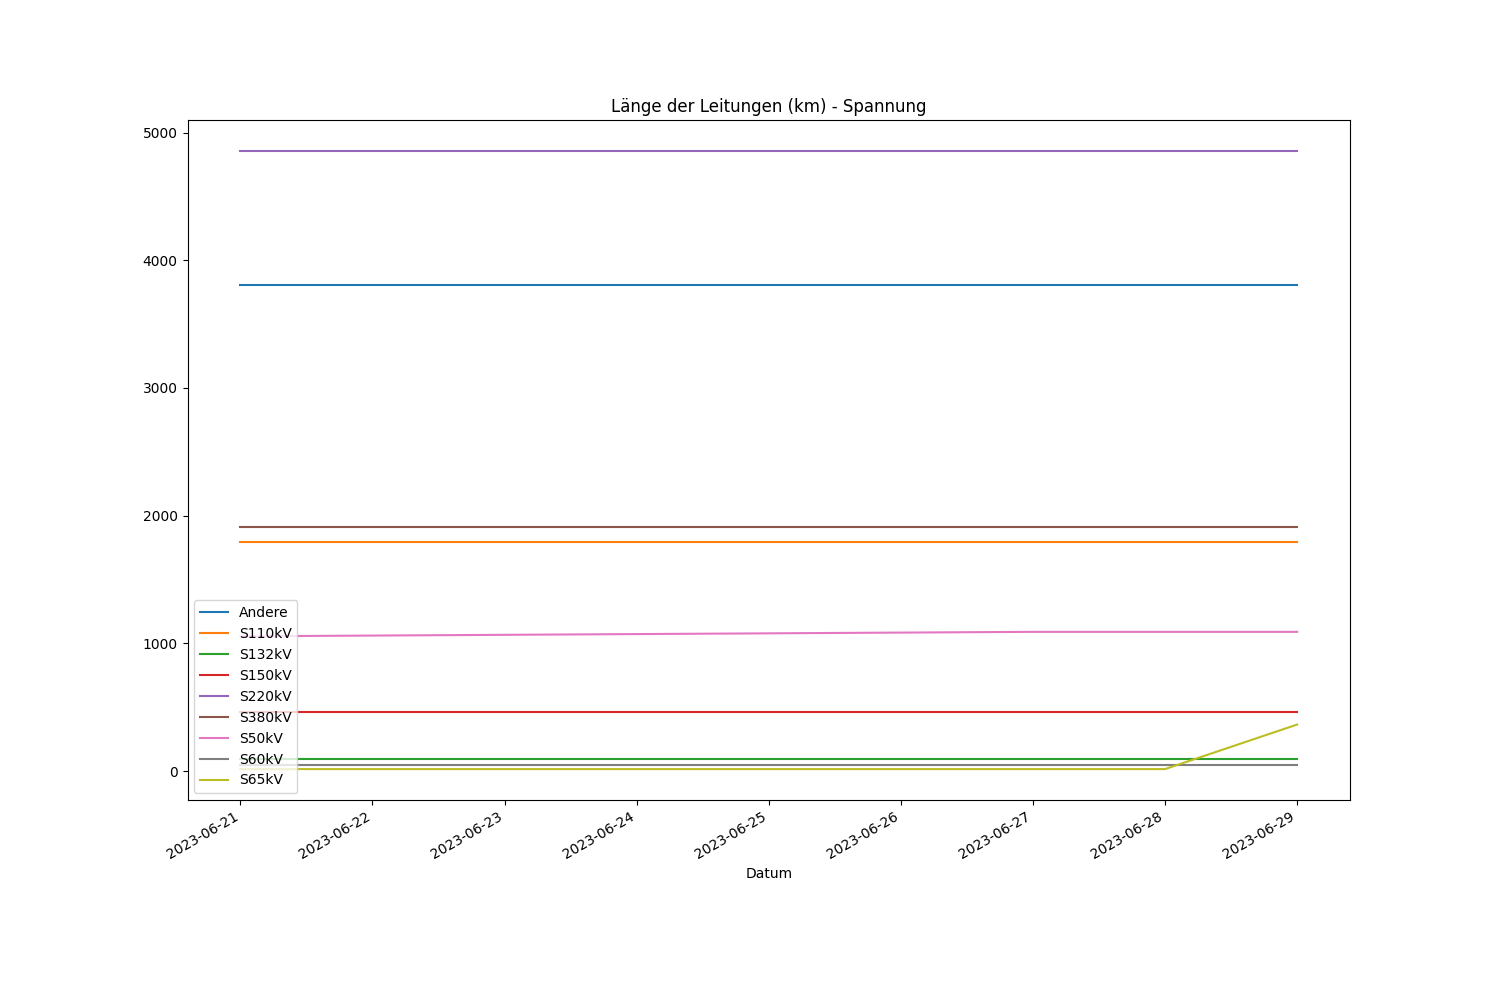 Länge der Leitungen (km) - Spannung
5000
4000
3000
2000
1000
0
Andere
S110kV
S132kV
S150kV
S220kV
S380kV
S50kV
S60kV
S65kV
2023-06-21
2023-06-22
2023-06-23
2023-06-24
2023-06-25
2023-06-26
2023-06-27
2023-06-28
2023-06-29
Datum